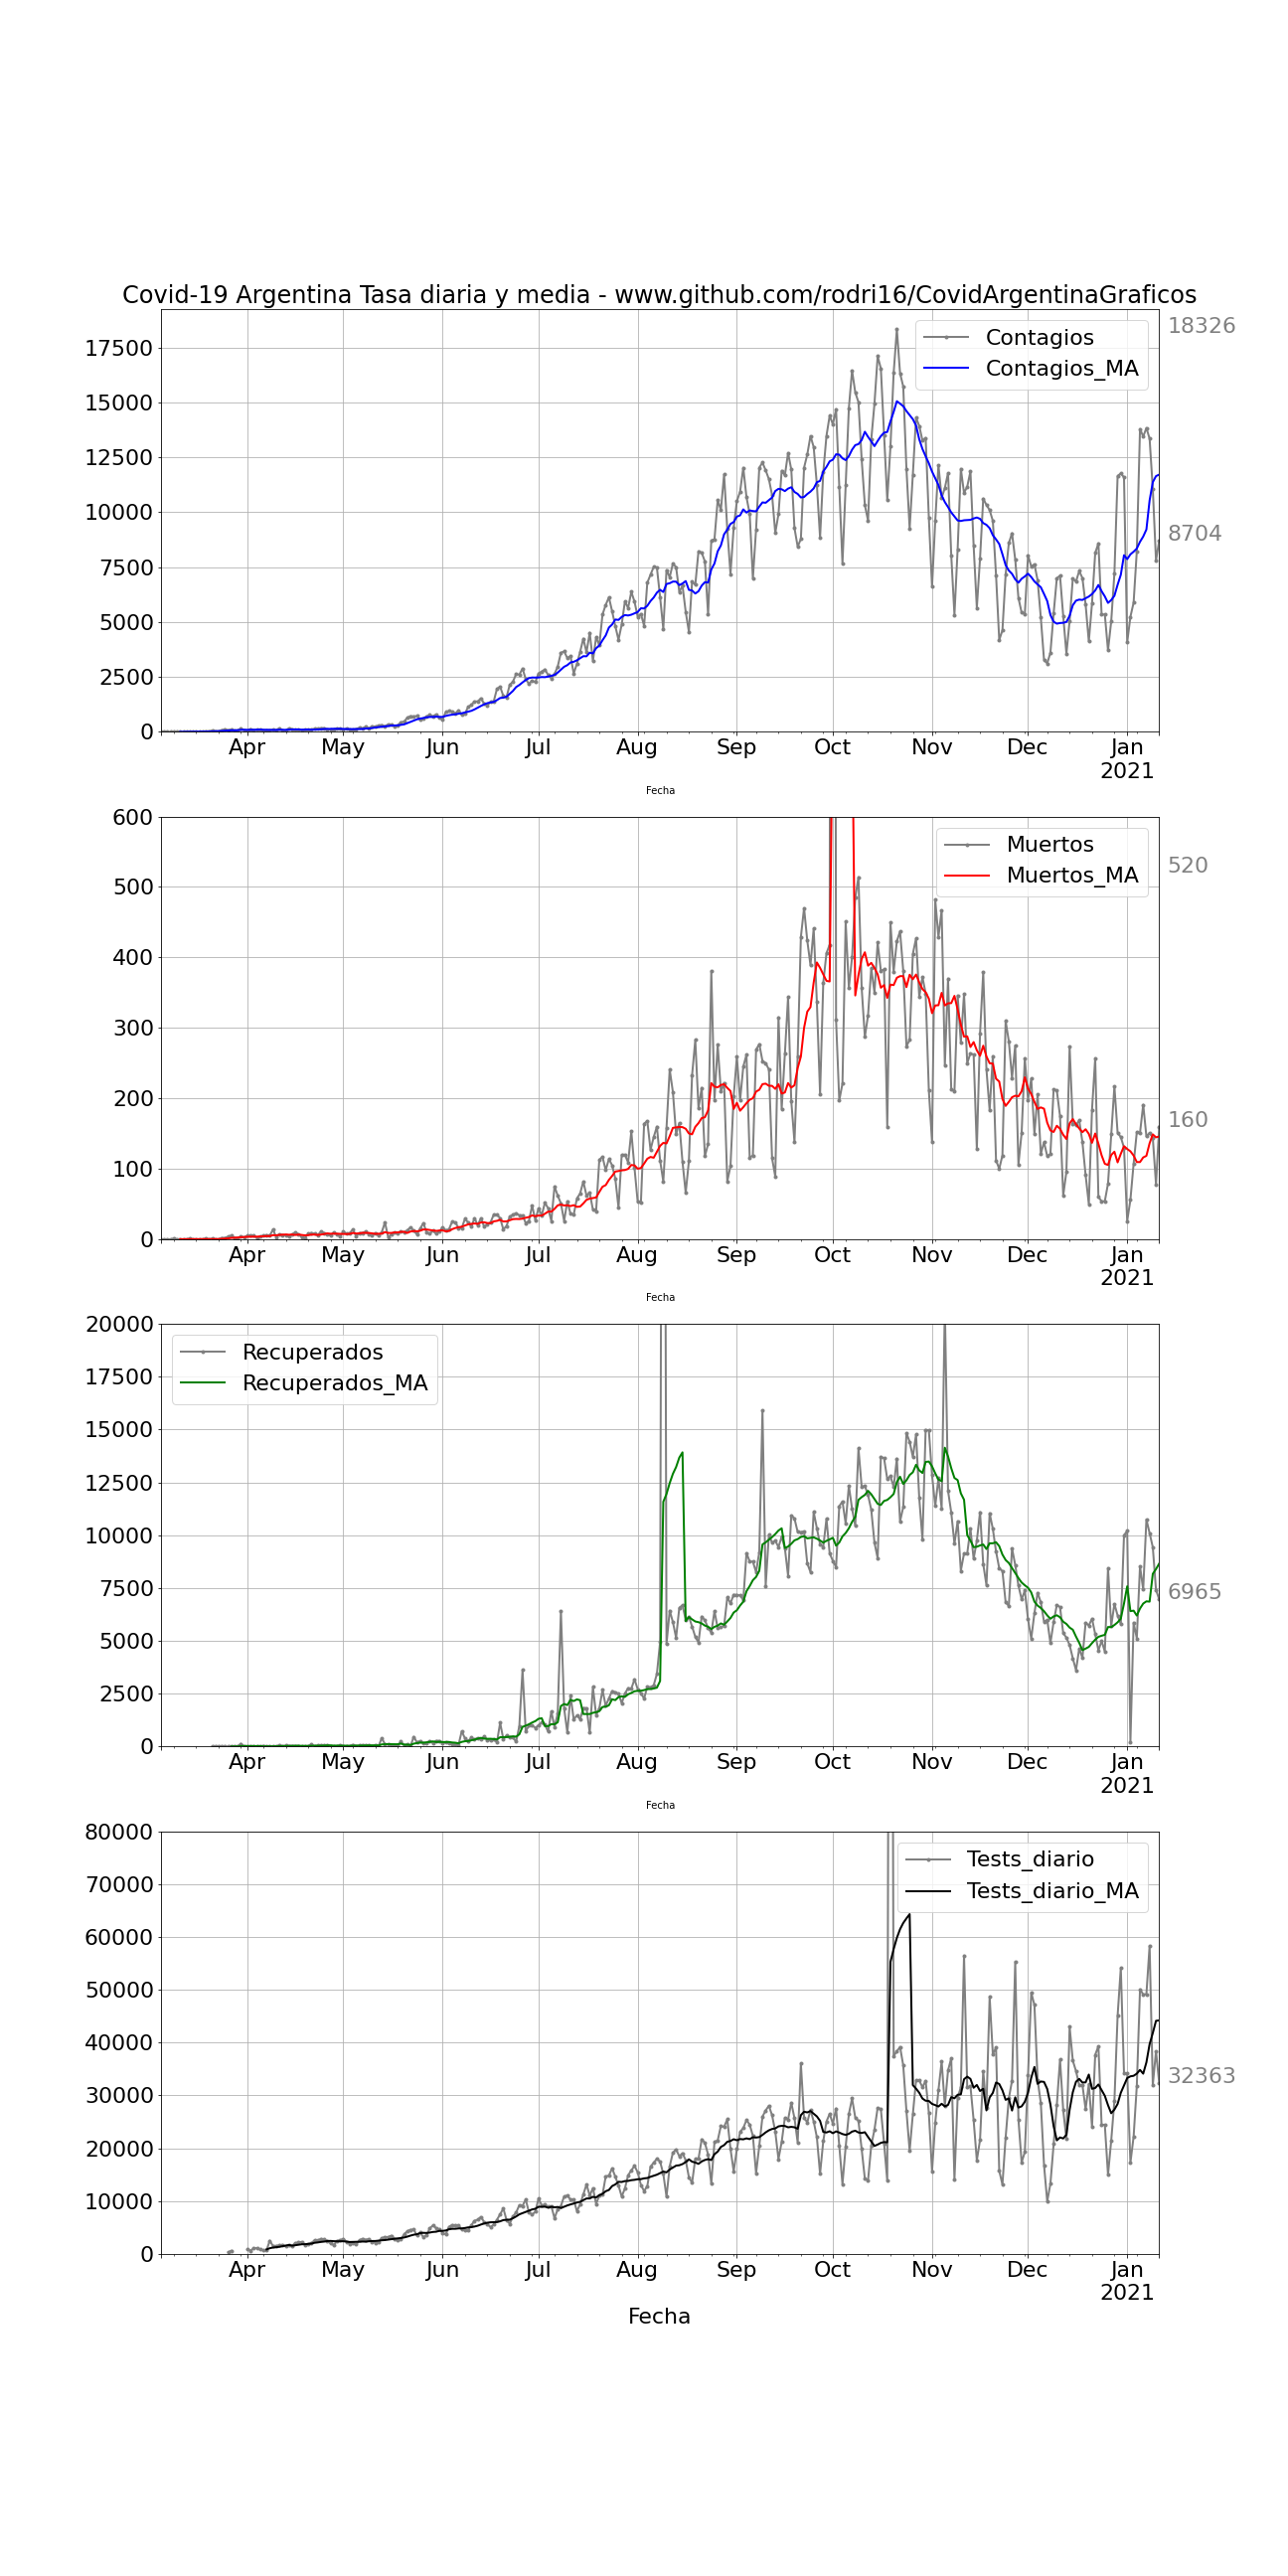 Covid-19 Argentina Tasa diaria y media - www.github.com/rodri16/CovidArgentinaGraficos
18326
Contagios
Contagios_MA
17500
15000
12500
10000
8704
7500
5000
2500
0
Apr May Jun Jul Aug Sep Oct Nov Dec Jan
2021
Fecha
600
Muertos
520
Muertos_MA
500
400
300
200
160
100
0
Apr May Jun Jul Aug Sep Oct Nov Dec Jan
2021
Fecha
20000
Recuperados
Recuperados_MA
17500
15000
12500
10000
7500
6965
5000
2500
0
Apr May Jun Jul Aug Sep Oct Nov Dec Jan
2021
Fecha
80000
Tests_diario
Tests_diario_MA
70000
60000
50000
40000
32363
30000
20000
10000
0
Apr May Jun Jul Aug Sep Oct Nov Dec Jan
2021
Fecha